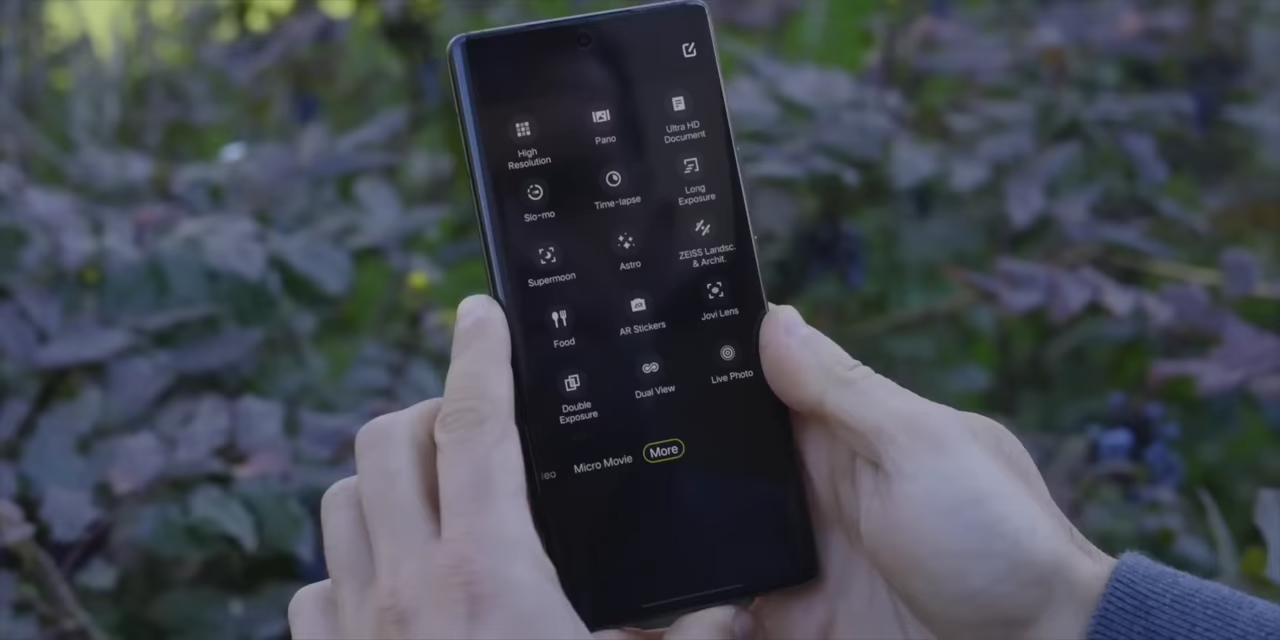 High
Resolution
Pano
Ultra HD
Document
Slo-mo
Time-lapse
Long
Exposure
Supermoon
Astro
ZEISS Landsc.
& Archit.
Food
AR Stickers
Jovi Lens
Double
Exposure
Dual View
Live Photo
eo Micro Movie More